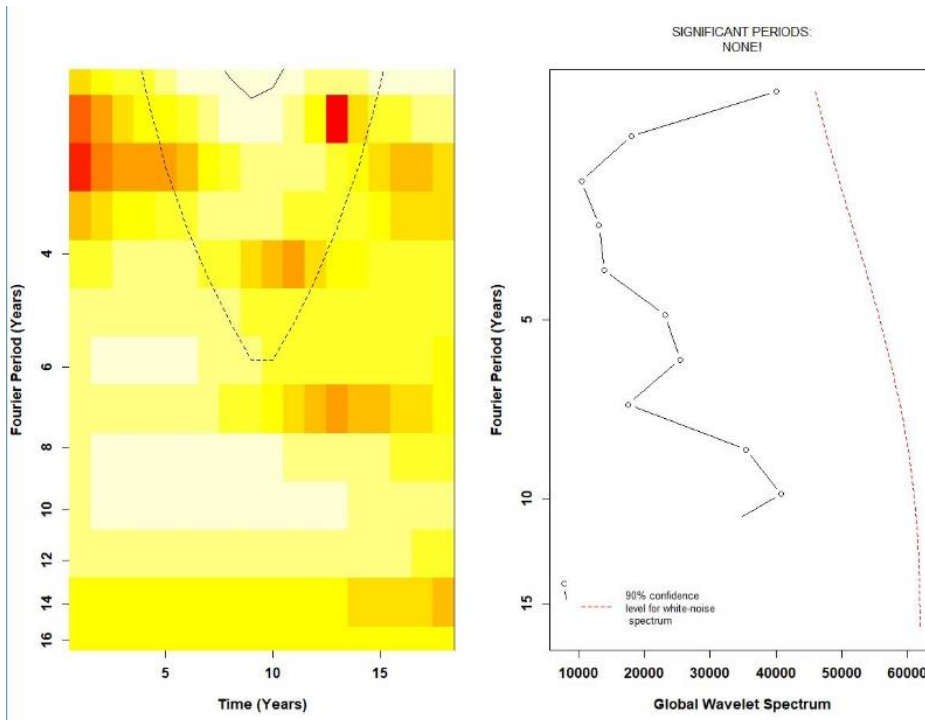 SIGNIFICANT PERIODS:
NONE!
Fourier Period (Years)
4
6
8
10
12
14
16
5
10
15
Time (Years)
Fourier Period (Years)
5
10
15
90% confidence
level for white-noise
spectrum
10000
20000
30000
40000
50000
60000
Global Wavelet Spectrum